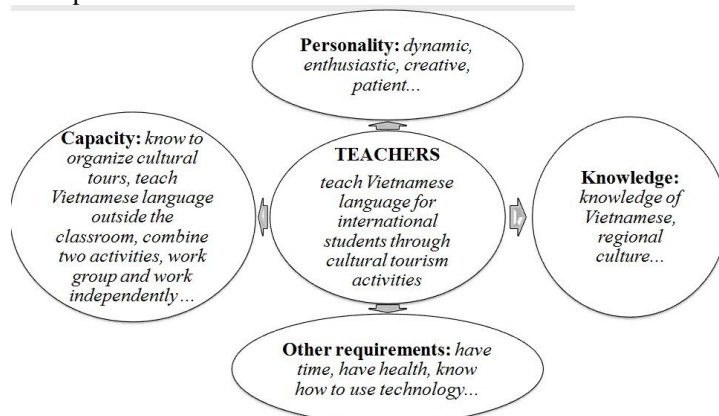 Personality: dynamic,
enthusiastic, creative,
patient...
Capacity: know to
organize cultural
tours, teach
Vietnamese language
outside the
classroom, combine
two activities, work
group and work
independently...
TEACHERS
teach Vietnamese
language for
international
students through
cultural tourism
activities
Knowledge:
knowledge of
Vietnamese,
regional
culture...
Other requirements: have
time, have health, know
how to use technology...